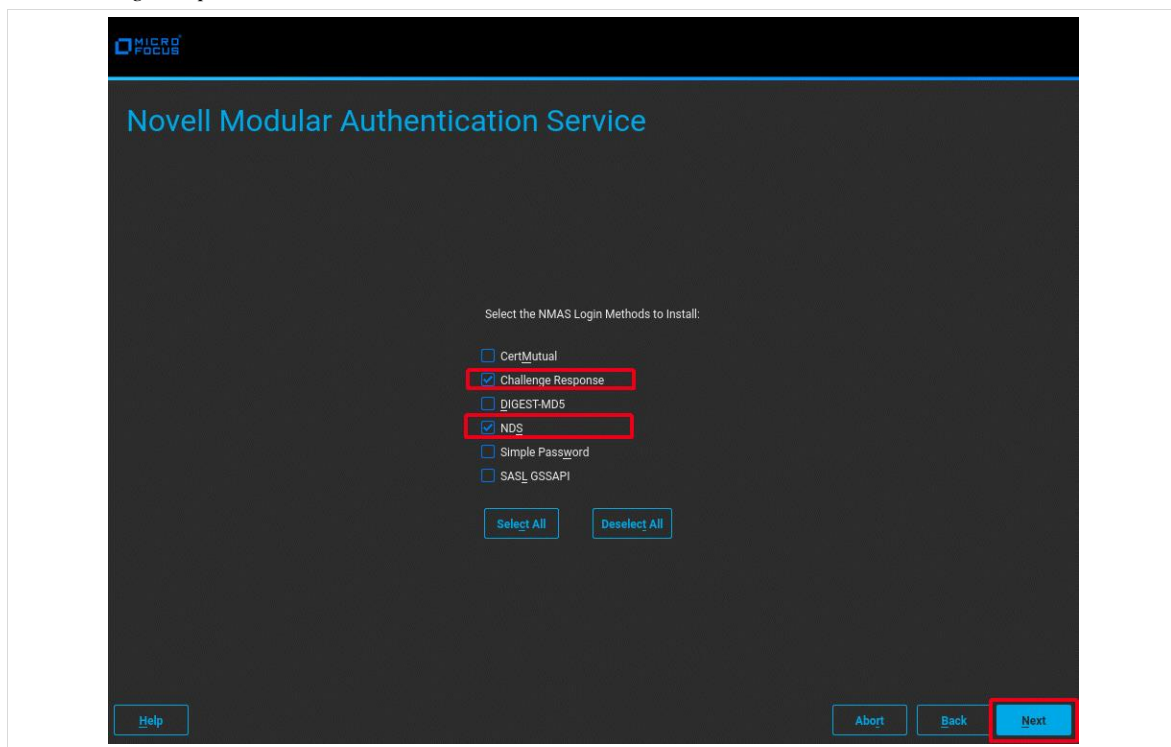 MICRO
FOCUS
Novell Modular Authentication Service
Select the NMAS Login Methods to Install:
CertMutual
Challenge Response
DIGEST-MD5
NDS
Simple Password
SASL GSSAPI
Select All Deselect All
Help Abort Back Next